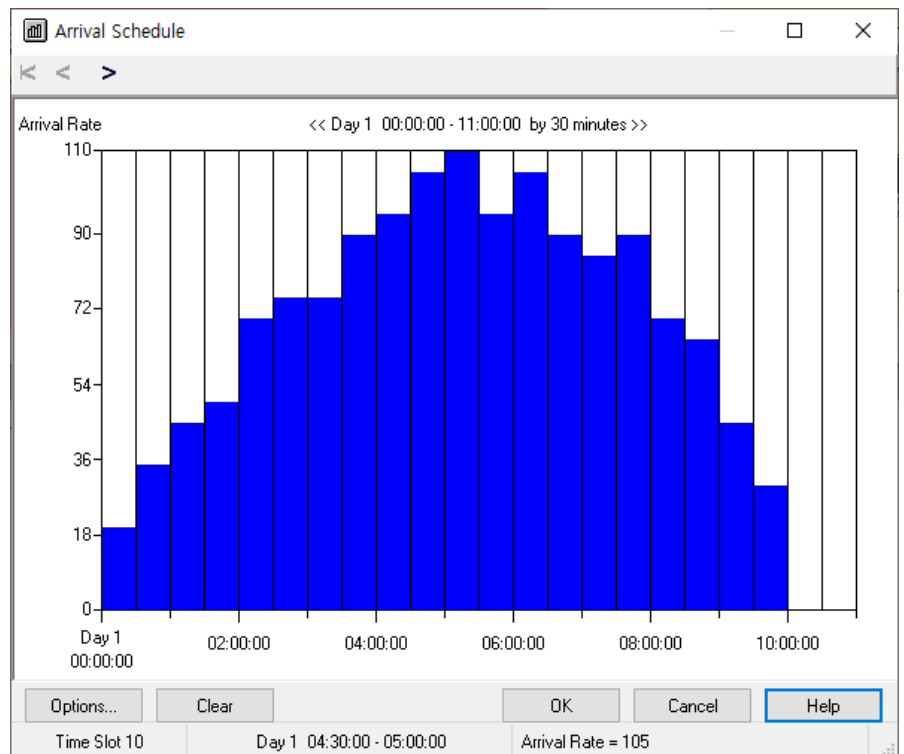 Arrival Schedule
Arrival Rate
<< Day 1 00:00:00 - 11:00:00 by 30 minutes >>
110
90
72
54
36
18
0
Day 1
00:00:00
02:00:00
04:00:00
06:00:00
08:00:00
10:00:00
Options...
Clear
OK
Cancel
Help
Time Slot 10
Day 1 04:30:00 - 05:00:00
Arrival Rate = 105